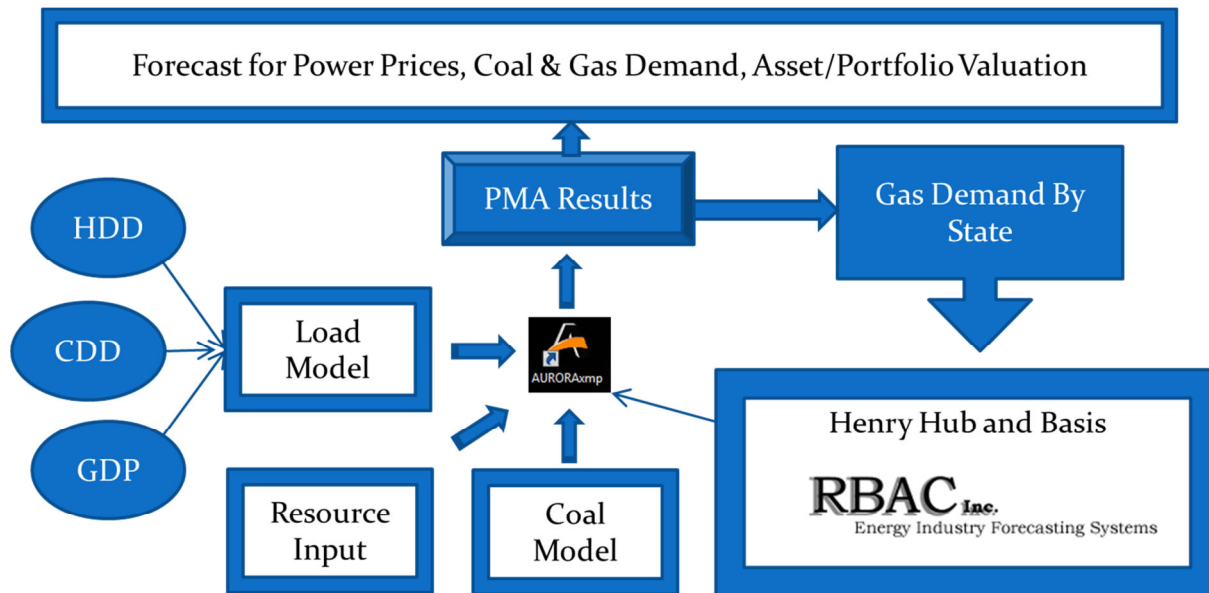 Forecast for Power Prices, Coal & Gas Demand, Asset/Portfolio Valuation
PMA Results
Gas Demand By
State
HDD
CDD
GDP
Load
Model
AURORAxmp
Resource
Input
Coal
Model
Henry Hub and Basis
RBAC Inc.
Energy Industry Forecasting Systems